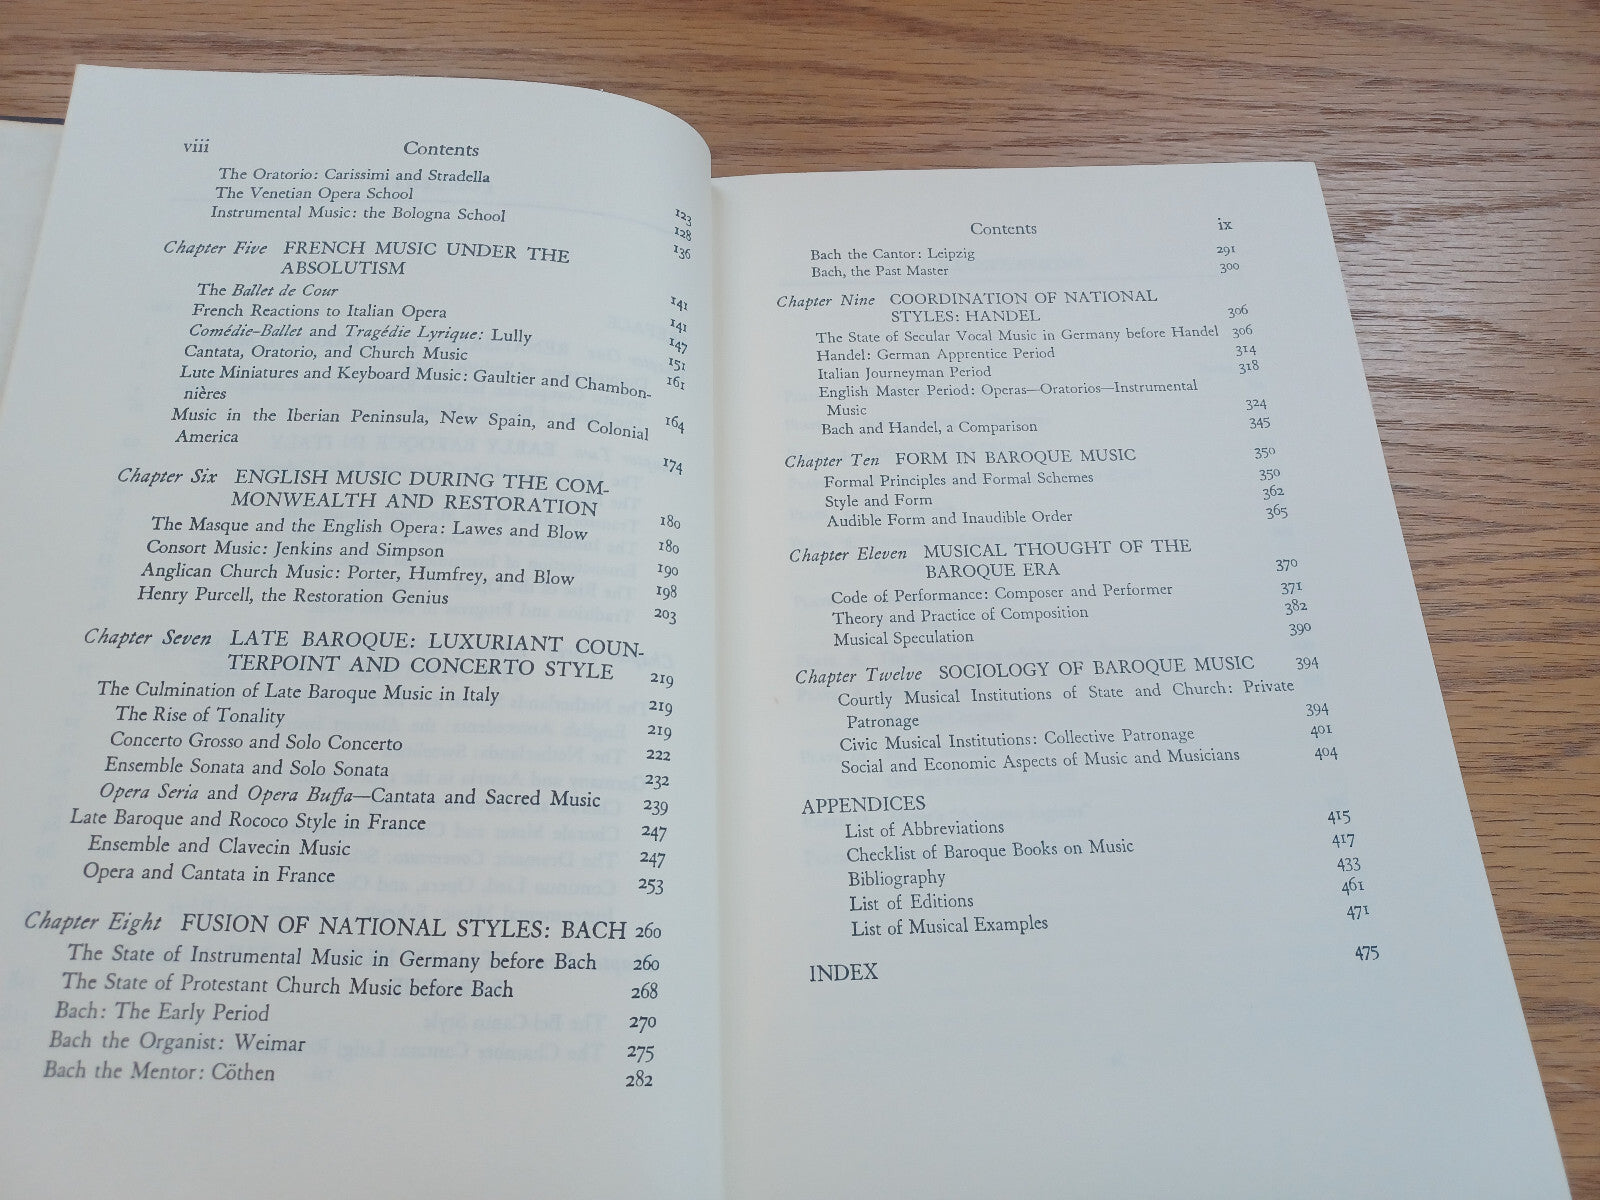 viii Contents
The Oratorio: Carissimi and Stradella 123
The Venetian Opera School 128
Instrumental Music: the Bologna School 136
Chapter Five FRENCH MUSIC UNDER THE
ABSOLUTISM 141
The Ballet de Cour 141
French Reactions to Italian Opera 147
Comédie-Ballet and Tragédie Lyrique: Lully 151
Cantata, Oratorio, and Church Music 161
Lute Miniatures and Keyboard Music: Gaultier and Chambon-
nières 164
Music in the Iberian Peninsula, New Spain, and Colonial
America 174
Chapter Six ENGLISH MUSIC DURING THE COM-
MONWEALTH AND RESTORATION 180
The Masque and the English Opera: Lawes and Blow 180
Consort Music: Jenkins and Simpson 190
Anglican Church Music: Porter, Humfrey, and Blow 198
Henry Purcell, the Restoration Genius 203
Chapter Seven LATE BAROQUE: LUXURIANT COUN-
TERPOINT AND CONCERTO STYLE 219
The Culmination of Late Baroque Music in Italy 219
The Rise of Tonality 219
Concerto Grosso and Solo Concerto 222
Ensemble Sonata and Solo Sonata 232
Opera Seria and Opera Buffa—Cantata and Sacred Music 239
Late Baroque and Rococo Style in France 247
Ensemble and Clavecin Music 247
Opera and Cantata in France 253
Chapter Eight FUSION OF NATIONAL STYLES: BACH 260
The State of Instrumental Music in Germany before Bach 260
The State of Protestant Church Music before Bach 268
Bach: The Early Period 270
Bach the Organist: Weimar 275
Bach the Mentor: Cöthen 282
Contents ix
Bach the Cantor: Leipzig 291
Bach, the Past Master 300
Chapter Nine COORDINATION OF NATIONAL
STYLES: HANDEL 306
The State of Secular Vocal Music in Germany before Handel 306
Handel: German Apprentice Period 314
Italian Journeyman Period 318
English Master Period: Operas—Oratorios—Instrumental
Music 324
Bach and Handel, a Comparison 345
Chapter Ten FORM IN BAROQUE MUSIC 350
Formal Principles and Formal Schemes 350
Style and Form 362
Audible Form and Inaudible Order 365
Chapter Eleven MUSICAL THOUGHT OF THE
BAROQUE ERA 370
Code of Performance: Composer and Performer 371
Theory and Practice of Composition 382
Musical Speculation 390
Chapter Twelve SOCIOLOGY OF BAROQUE MUSIC 394
Courtly Musical Institutions of State and Church: Private
Patronage 394
Civic Musical Institutions: Collective Patronage 401
Social and Economic Aspects of Music and Musicians 404
APPENDICES
List of Abbreviations 415
Checklist of Baroque Books on Music 417
Bibliography 433
List of Editions 461
List of Musical Examples 471
INDEX 475